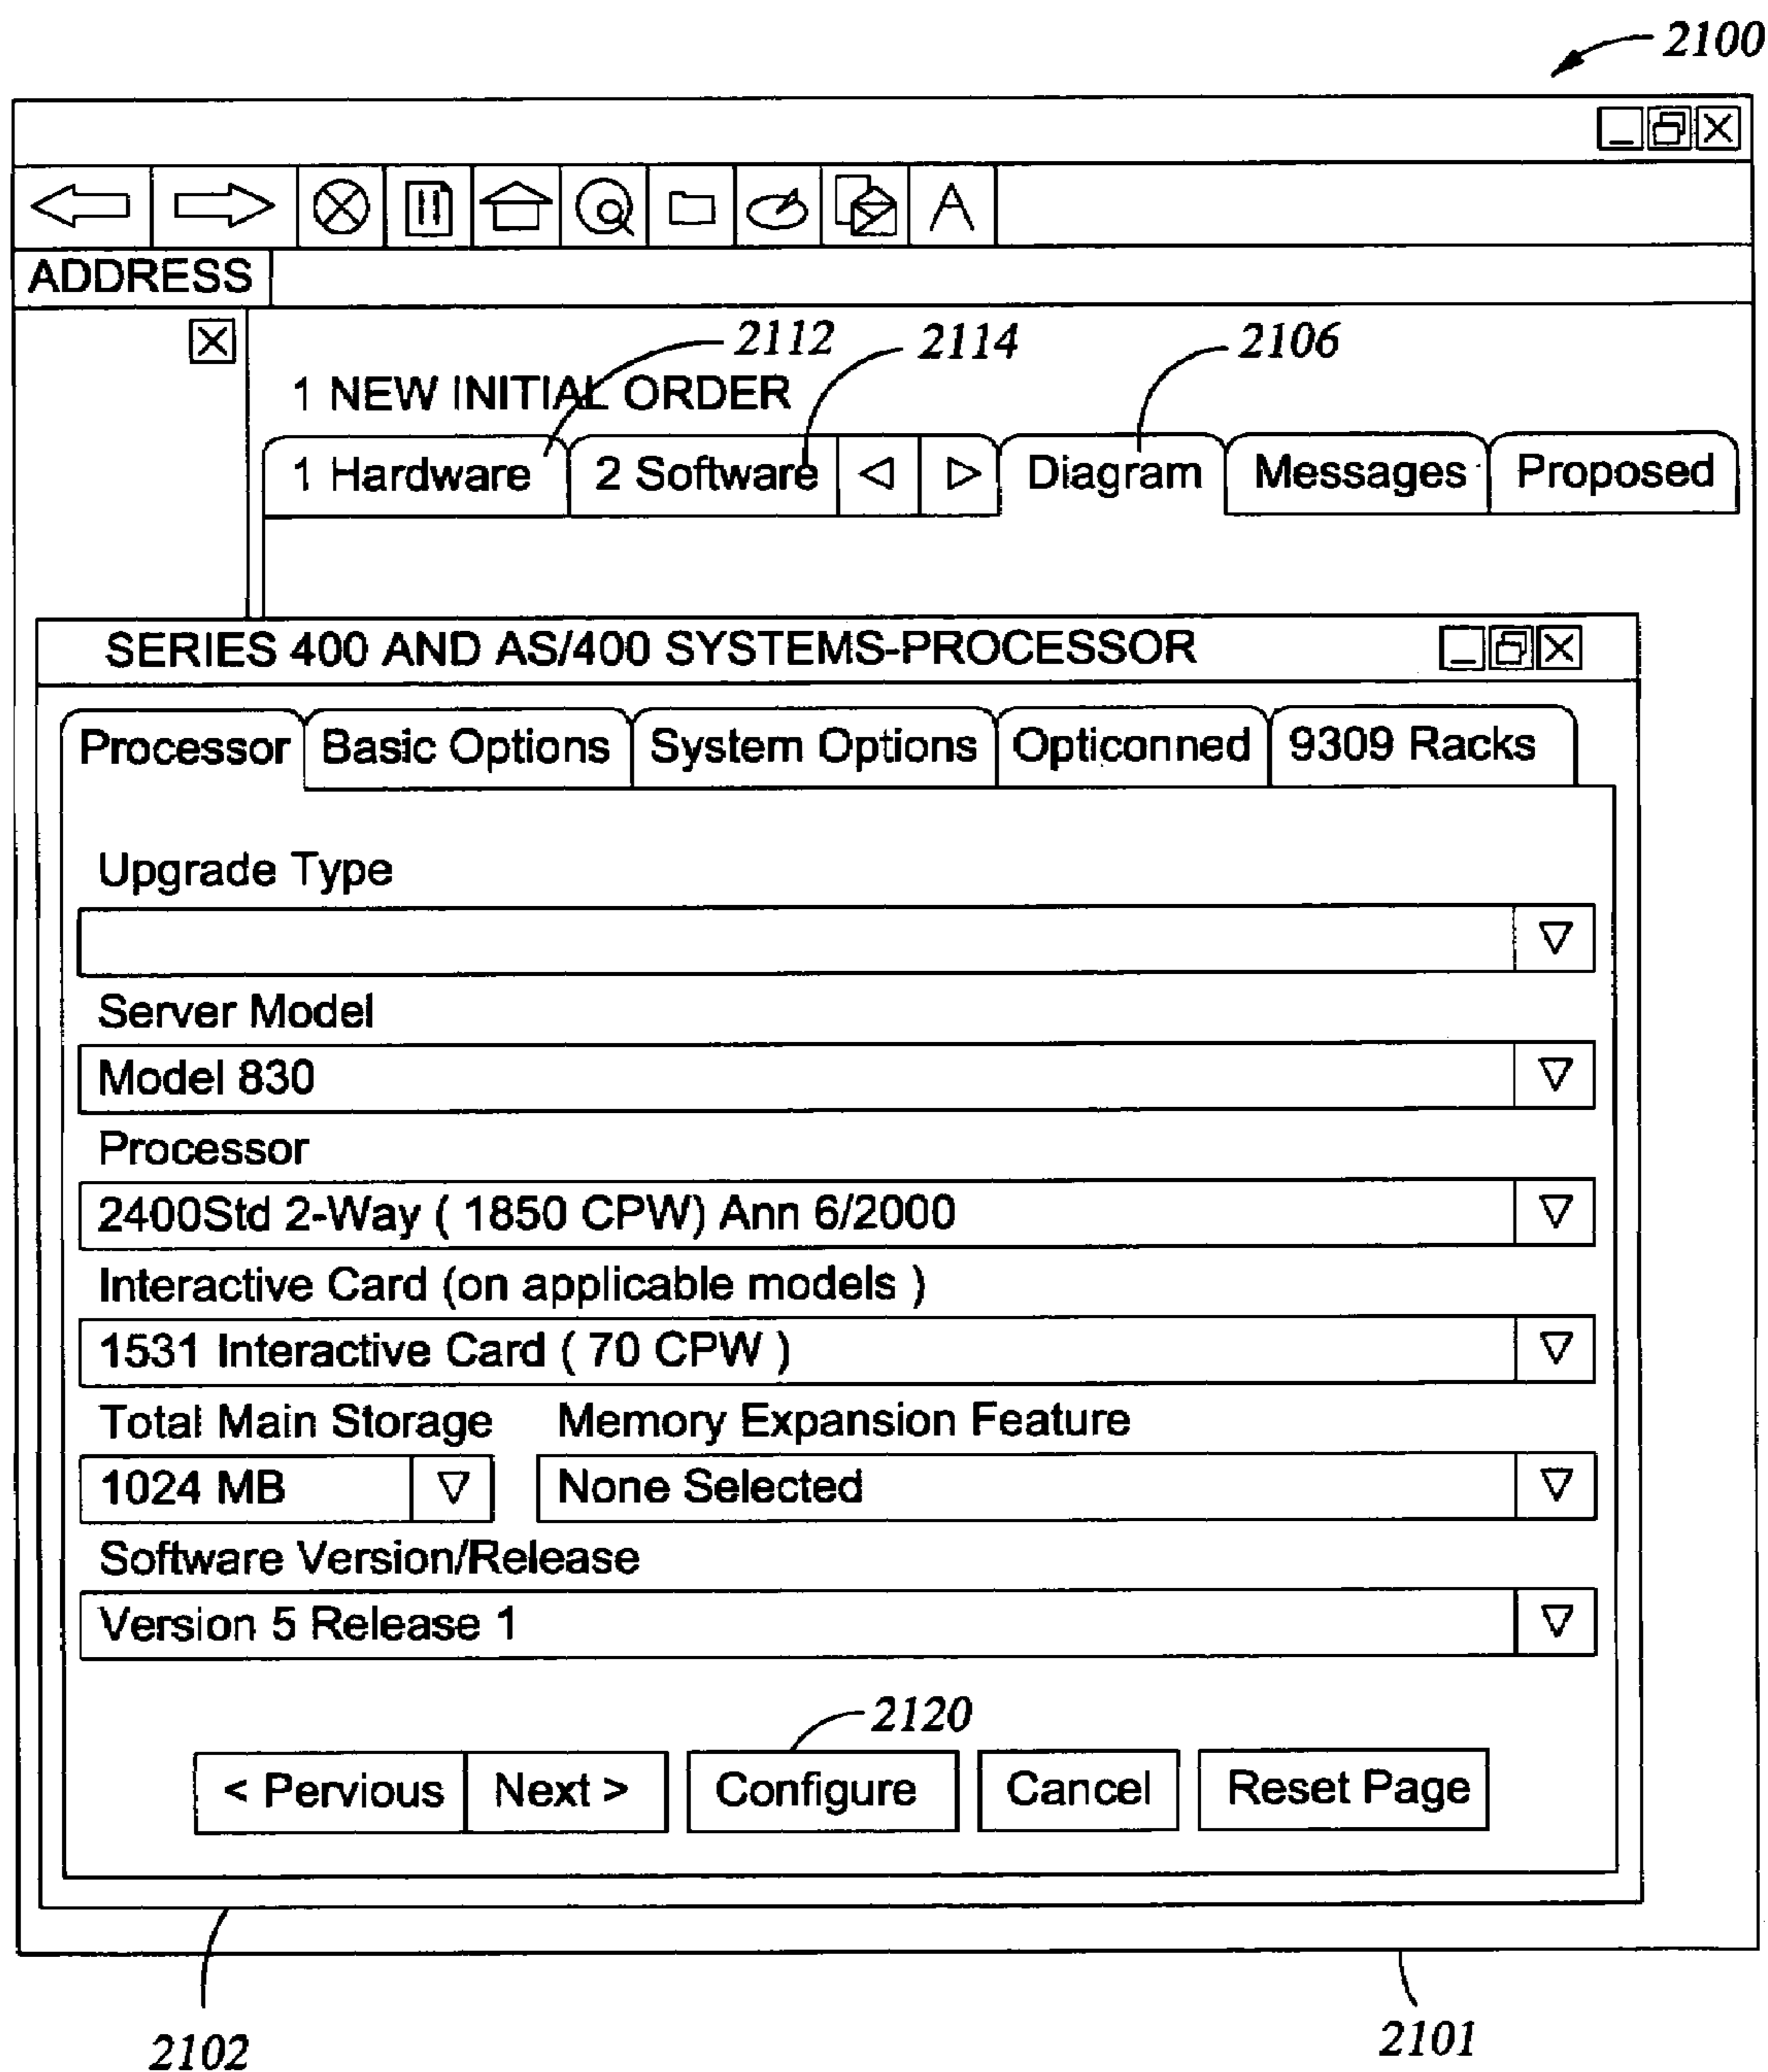 2100
ADDRESS
2112 2114 2106
1 NEW INITIAL ORDER
1 Hardware 2 Software Diagram Messages Proposed
SERIES 400 AND AS/400 SYSTEMS-PROCESSOR
Processor Basic Options System Options Opticonned 9309 Racks
Upgrade Type
Server Model
Model 830
Processor
2400Std 2-Way ( 1850 CPW) Ann 6/2000
Interactive Card (on applicable models )
1531 Interactive Card ( 70 CPW )
Total Main Storage Memory Expansion Feature
1024 MB None Selected
Software Version/Release
Version 5 Release 1
2120
< Pervious Next > Configure Cancel Reset Page
2102 2101